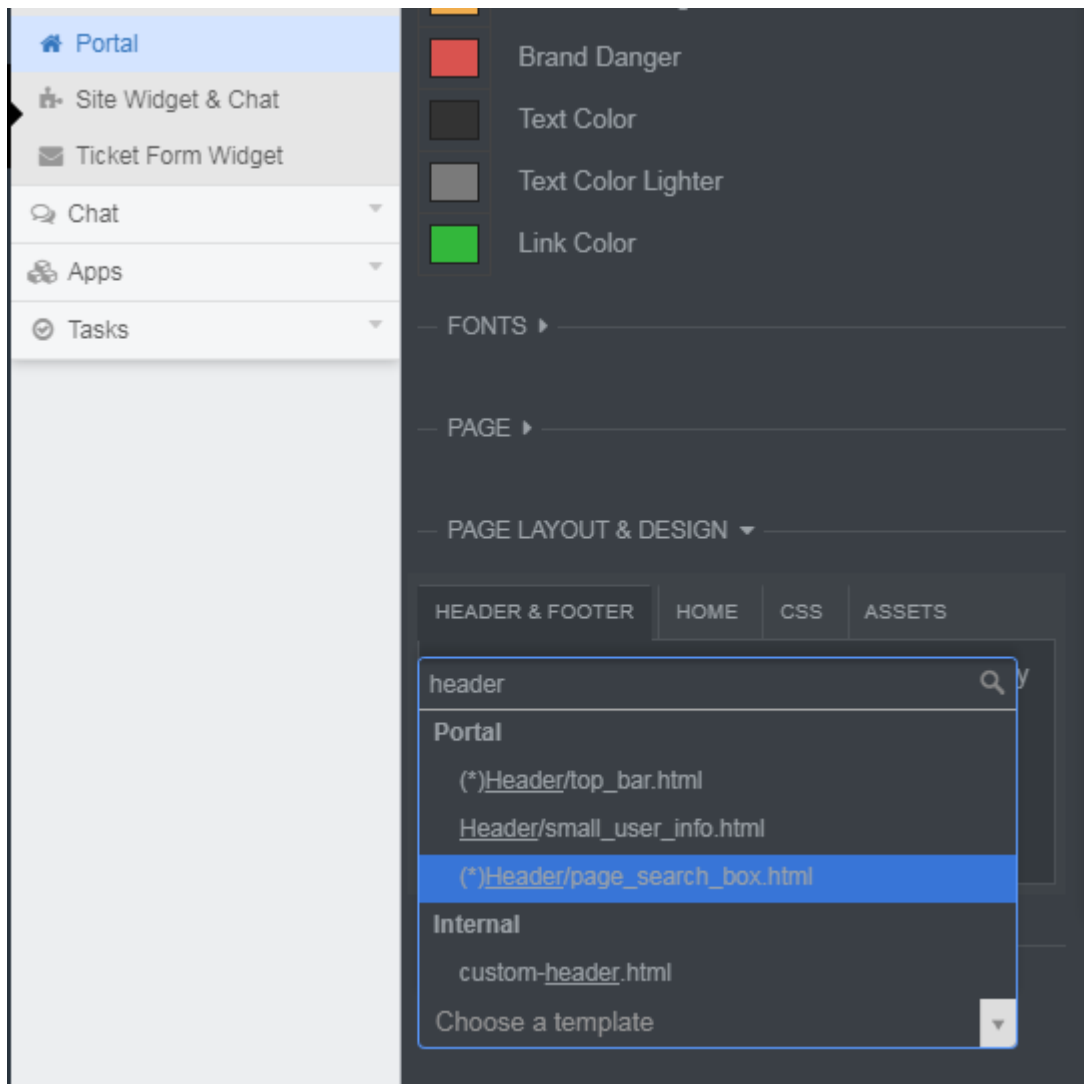 Portal
Site Widget & Chat
Ticket Form Widget
Chat
Apps
Tasks
Brand Danger
Text Color
Text Color Lighter
Link Color
FONTS
PAGE
PAGE LAYOUT & DESIGN
HEADER & FOOTER HOME CSS ASSETS
header
Portal
(*)Header/top_bar.html
Header/small_user_info.html
(*)Header/page_search_box.html
Internal
custom-header.html
Choose a template